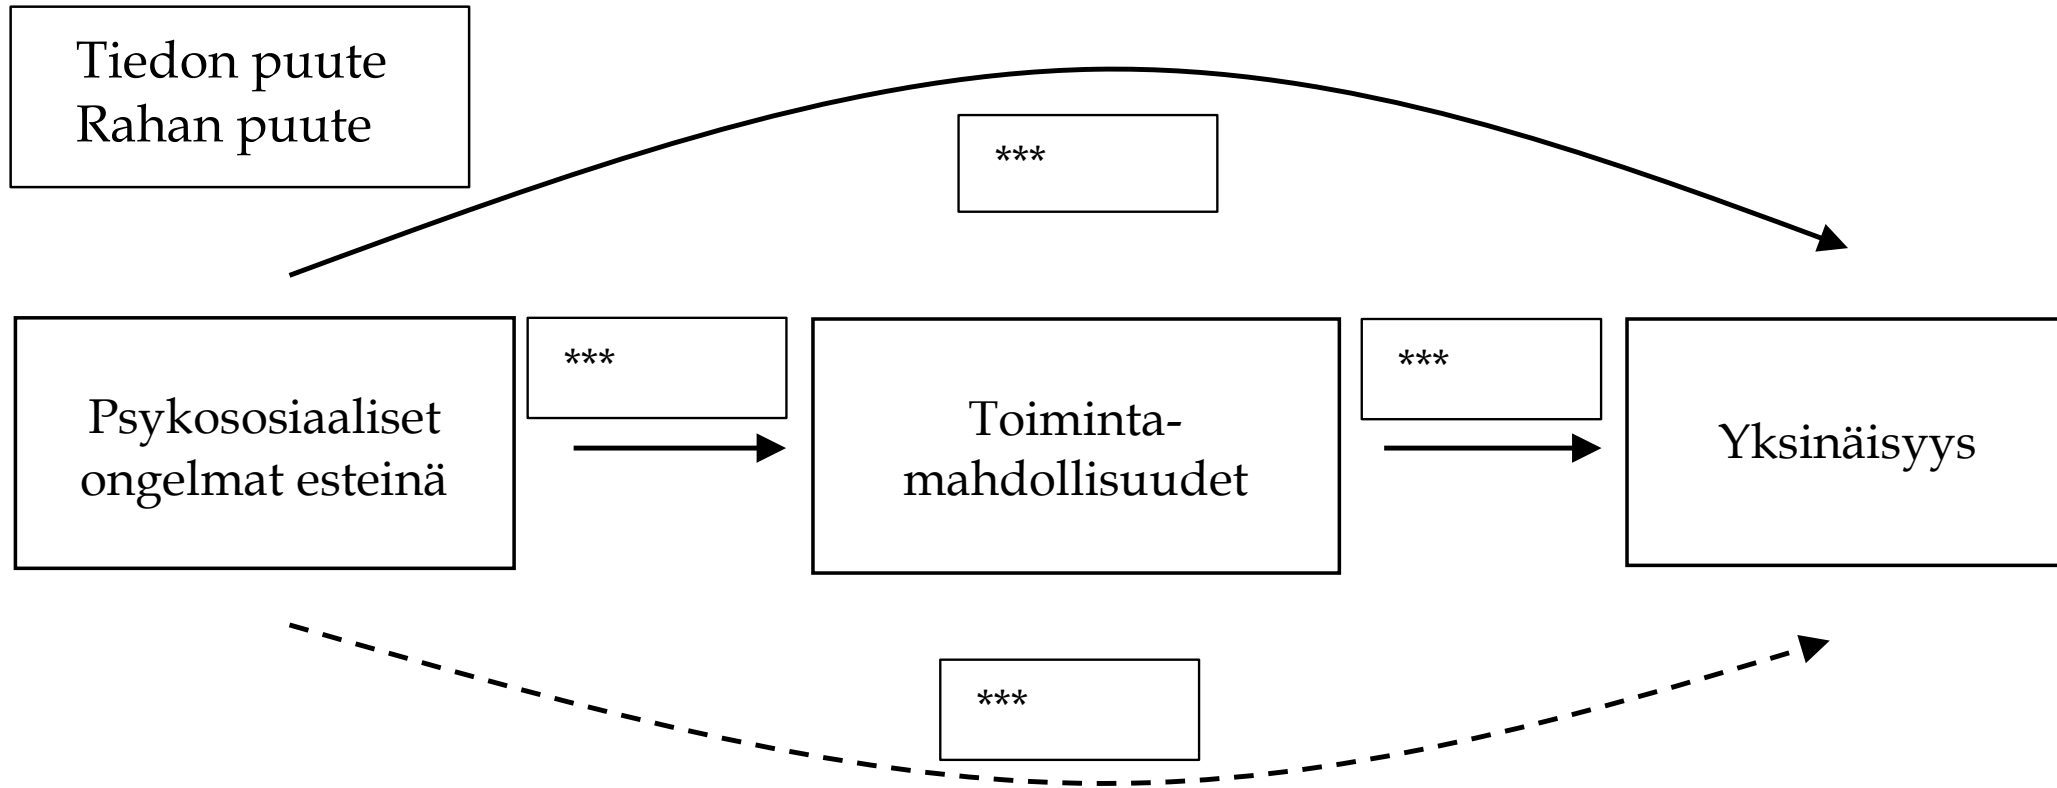 Tiedon puute
Rahan puute
***
Psykososiaaliset
ongelmat esteinä
***
Toiminta-
mahdollisuudet
***
Yksinäisyys
***